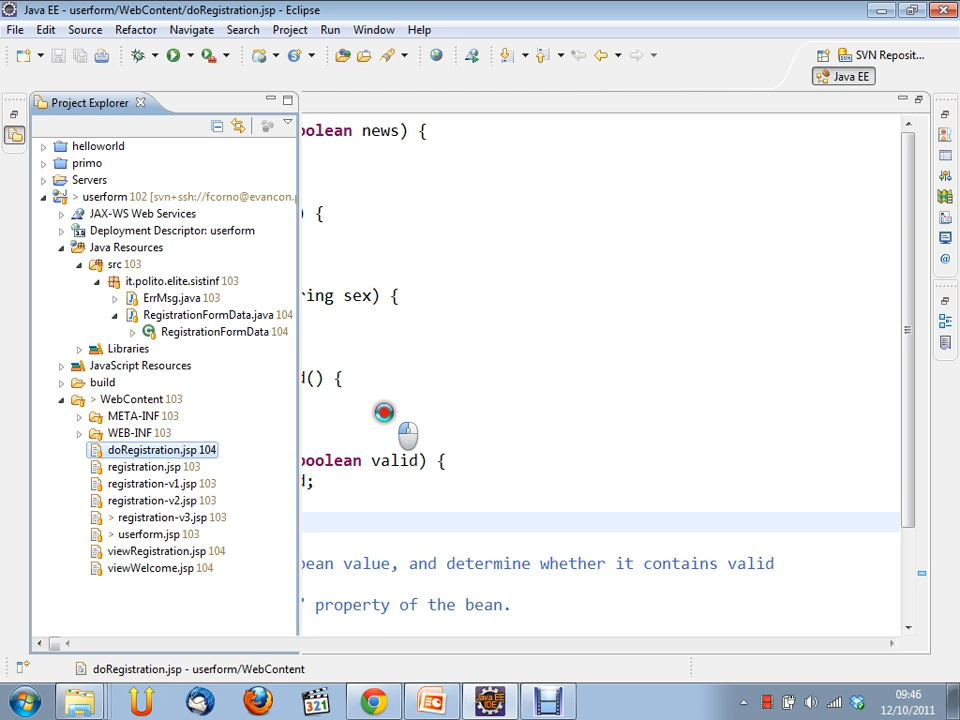 Java EE - userform/WebContent/doRegistration.jsp - Eclipse
File Edit Source Refactor Navigate Search Project Run Window Help
SVN Reposit...
Java EE
Project Explorer
helloworld
primo
Servers
> userform 102 [svn+ssh://fcorno@evancon.
JAX-WS Web Services
Deployment Descriptor: userform
Java Resources
src 103
it.polito.elite.sistinf 103
ErrMsg.java 103
RegistrationFormData.java 104
RegistrationFormData 104
Libraries
JavaScript Resources
build
> WebContent 103
META-INF 103
WEB-INF 103
doRegistration.jsp 104
registration.jsp 103
registration-v1.jsp 103
registration-v2.jsp 103
> registration-v3.jsp 103
> userform.jsp 103
viewRegistration.jsp 104
viewWelcome.jsp 104
oolean news) {
) {
ring sex) {
d() {
boolean valid) {
d;
bean value, and determine whether it contains valid
" property of the bean.
doRegistration.jsp - userform/WebContent
321
Java EE
IDE
09:46
12/10/2011